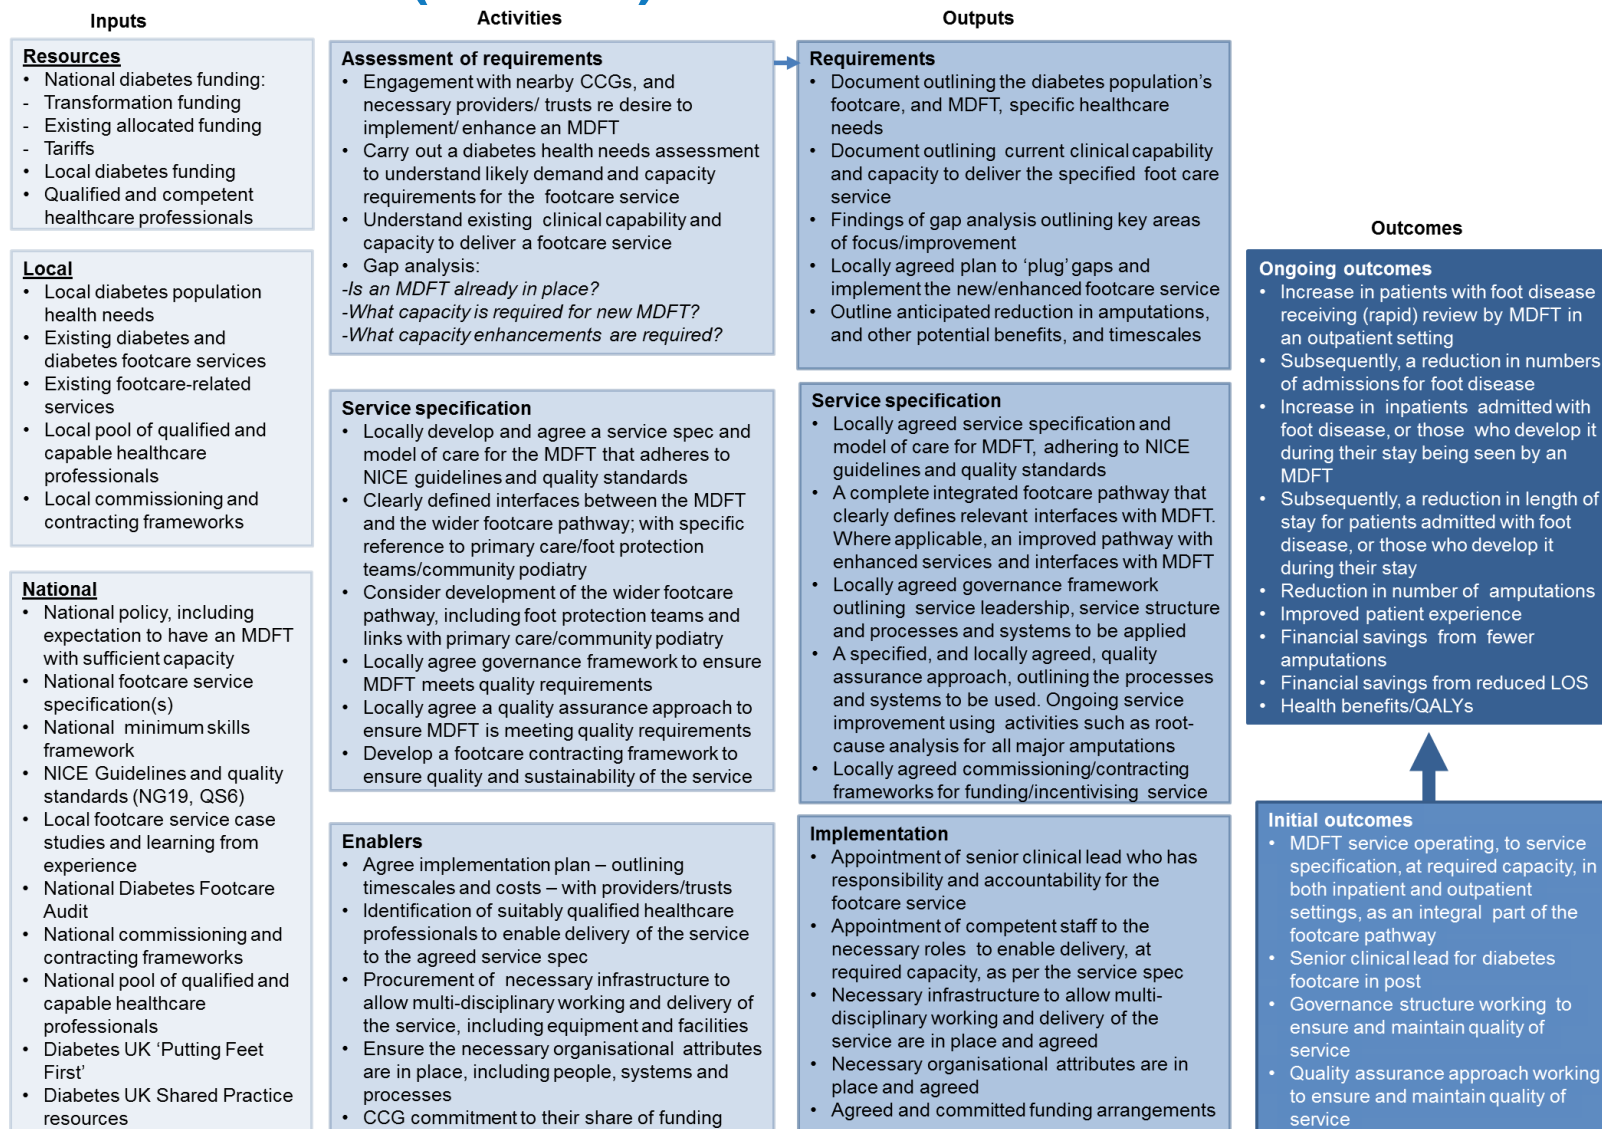 Inputs
Resources
• National diabetes funding:
- Transformation funding
- Existing allocated funding
- Tariffs
• Local diabetes funding
• Qualified and competent
healthcare professionals
Local
• Local diabetes population
health needs
• Existing diabetes and
diabetes footcare services
• Existing footcare-related
services
• Local pool of qualified and
capable healthcare
professionals
• Local commissioning and
contracting frameworks
National
• National policy, including
expectation to have an MDFT
with sufficient capacity
• National footcare service
specification(s)
• National minimum skills
framework
• NICE Guidelines and quality
standards (NG19, QS6)
• Local footcare service case
studies and learning from
experience
• National Diabetes Footcare
Audit
• National commissioning and
contracting frameworks
• National pool of qualified and
capable healthcare
professionals
• Diabetes UK ‘Putting Feet
First’
• Diabetes UK Shared Practice
resources
Activities
Assessment of requirements
• Engagement with nearby CCGs, and
necessary providers/ trusts re desire to
implement/ enhance an MDFT
• Carry out a diabetes health needs assessment
to understand likely demand and capacity
requirements for the footcare service
• Understand existing clinical capability and
capacity to deliver a footcare service
• Gap analysis:
-Is an MDFT already in place?
-What capacity is required for new MDFT?
-What capacity enhancements are required?
Service specification
• Locally develop and agree a service spec and
model of care for the MDFT that adheres to
NICE guidelines and quality standards
• Clearly defined interfaces between the MDFT
and the wider footcare pathway; with specific
reference to primary care/foot protection
teams/community podiatry
• Consider development of the wider footcare
pathway, including foot protection teams and
links with primary care/community podiatry
• Locally agree governance framework to ensure
MDFT meets quality requirements
• Locally agree a quality assurance approach to
ensure MDFT is meeting quality requirements
• Develop a footcare contracting framework to
ensure quality and sustainability of the service
Enablers
• Agree implementation plan – outlining
timescales and costs – with providers/trusts
• Identification of suitably qualified healthcare
professionals to enable delivery of the service
to the agreed service spec
• Procurement of necessary infrastructure to
allow multi-disciplinary working and delivery of
the service, including equipment and facilities
• Ensure the necessary organisational attributes
are in place, including people, systems and
processes
• CCG commitment to their share of funding
Outputs
Requirements
• Document outlining the diabetes population’s
footcare, and MDFT, specific healthcare
needs
• Document outlining current clinical capability
and capacity to deliver the specified foot care
service
• Findings of gap analysis outlining key areas
of focus/improvement
• Locally agreed plan to ‘plug’ gaps and
implement the new/enhanced footcare service
• Outline anticipated reduction in amputations,
and other potential benefits, and timescales
Service specification
• Locally agreed service specification and
model of care for MDFT, adhering to NICE
guidelines and quality standards
• A complete integrated footcare pathway that
clearly defines relevant interfaces with MDFT.
Where applicable, an improved pathway with
enhanced services and interfaces with MDFT
• Locally agreed governance framework
outlining service leadership, service structure
and processes and systems to be applied
• A specified, and locally agreed, quality
assurance approach, outlining the processes
and systems to be used. Ongoing service
improvement using activities such as root-
cause analysis for all major amputations
• Locally agreed commissioning/contracting
frameworks for funding/incentivising service
Implementation
• Appointment of senior clinical lead who has
responsibility and accountability for the
footcare service
• Appointment of competent staff to the
necessary roles to enable delivery, at
required capacity, as per the service spec
• Necessary infrastructure to allow multi-
disciplinary working and delivery of the
service are in place and agreed
• Necessary organisational attributes are in
place and agreed
• Agreed and committed funding arrangements
Outcomes
Ongoing outcomes
• Increase in patients with foot disease
receiving (rapid) review by MDFT in
an outpatient setting
• Subsequently, a reduction in numbers
of admissions for foot disease
• Increase in inpatients admitted with
foot disease, or those who develop it
during their stay being seen by an
MDFT
• Subsequently, a reduction in length of
stay for patients admitted with foot
disease, or those who develop it
during their stay
• Reduction in number of amputations
• Improved patient experience
• Financial savings from fewer
amputations
• Financial savings from reduced LOS
• Health benefits/QALYs
Initial outcomes
• MDFT service operating, to service
specification, at required capacity, in
both inpatient and outpatient
settings, as an integral part of the
footcare pathway
• Senior clinical lead for diabetes
footcare in post
• Governance structure working to
ensure and maintain quality of
service
• Quality assurance approach working
to ensure and maintain quality of
service